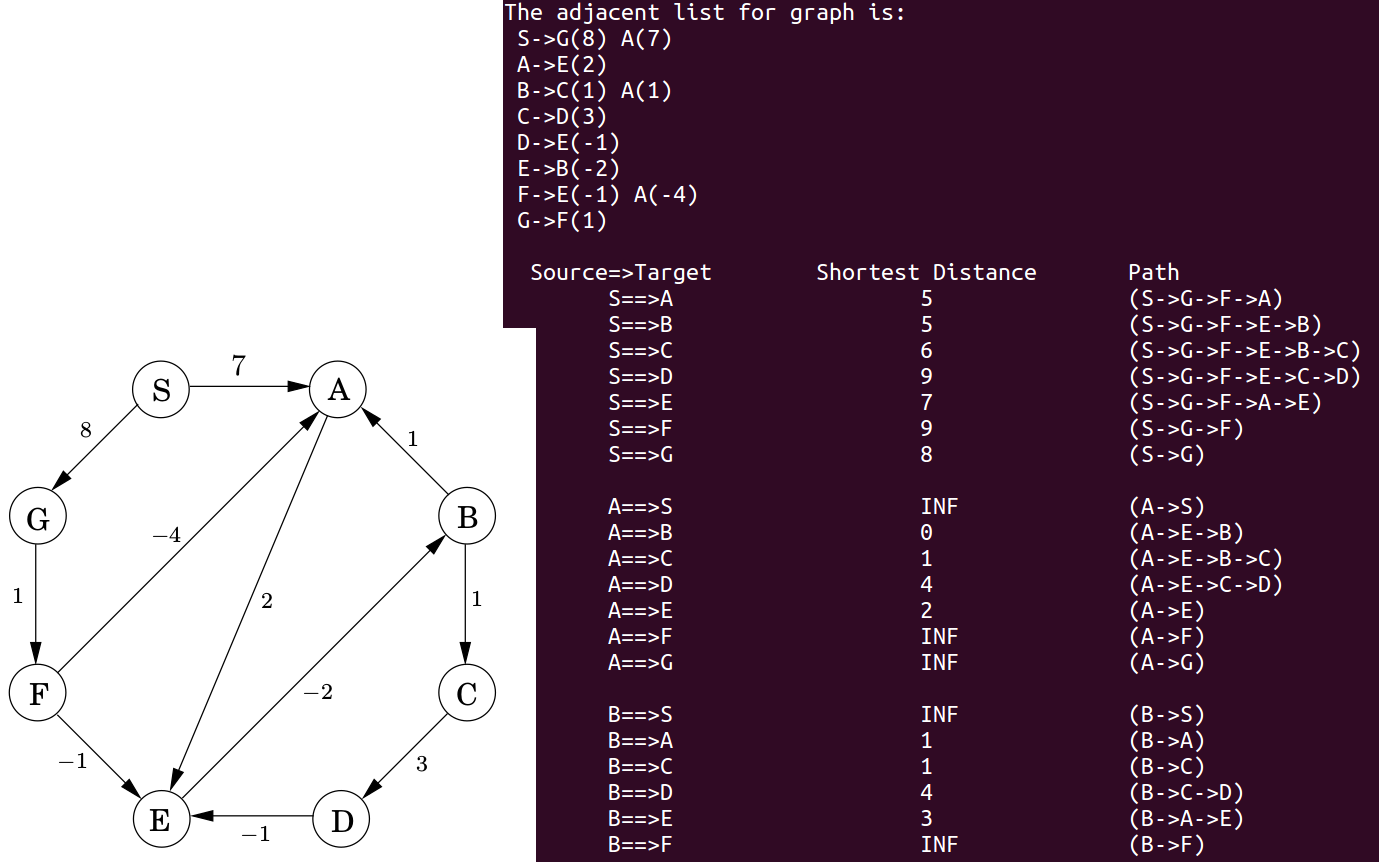 The adjacent list for graph is:
S->G(8) A(7)
A->E(2)
B->C(1) A(1)
C->D(3)
D->E(-1)
E->B(-2)
F->E(-1) A(-4)
G->F(1)
Source=>Target Shortest Distance Path
S==>A 5 (S->G->F->A)
S==>B 5 (S->G->F->E->B)
S==>C 6 (S->G->F->E->B->C)
S==>D 9 (S->G->F->E->C->D)
S==>E 7 (S->G->F->A->E)
S==>F 9 (S->G->F)
S==>G 8 (S->G)
A==>S INF (A->S)
A==>B 0 (A->E->B)
A==>C 1 (A->E->B->C)
A==>D 4 (A->E->C->D)
A==>E 2 (A->E)
A==>F INF (A->F)
A==>G INF (A->G)
B==>S INF (B->S)
B==>A 1 (B->A)
B==>C 1 (B->C)
B==>D 4 (B->C->D)
B==>E 3 (B->A->E)
B==>F INF (B->F)
7
S A
8 1
G B
−4
1 2 1
F −2 C
−1 3
E D
−1